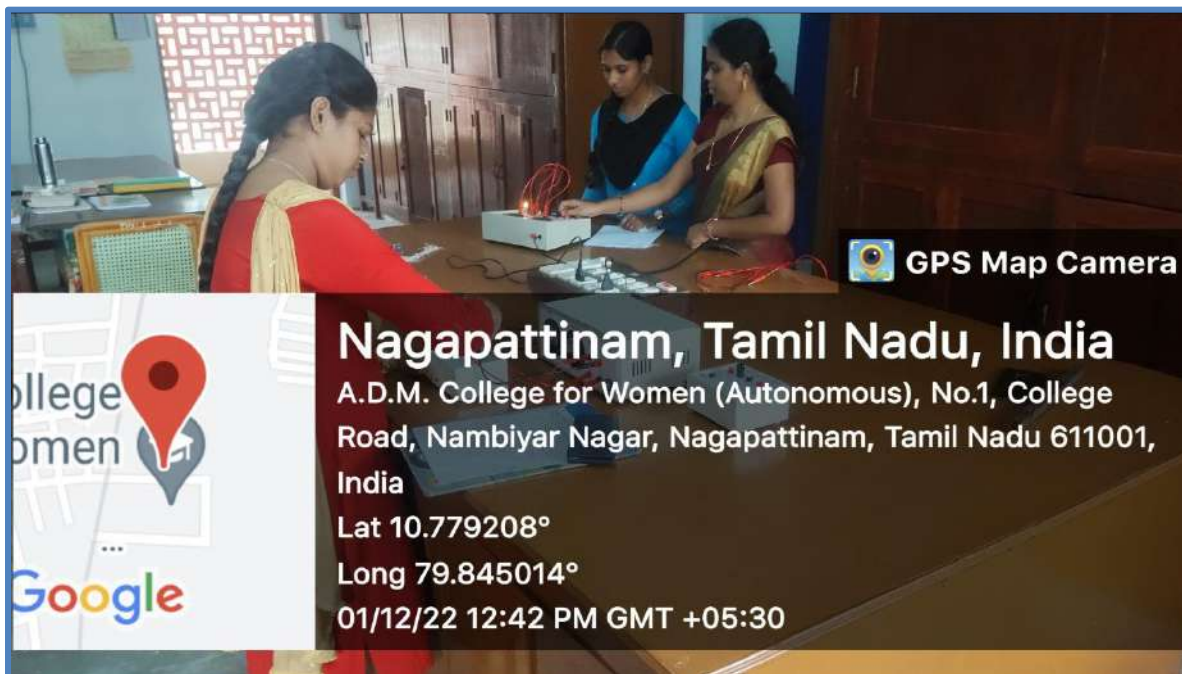 GPS Map Camera
Nagapattinam, Tamil Nadu, India
A.D.M. College for Women (Autonomous), No.1, College
Road, Nambiyar Nagar, Nagapattinam, Tamil Nadu 611001,
India
Lat 10.779208°
Long 79.845014°
01/12/22 12:42 PM GMT +05:30
ollege
omen
...
Google